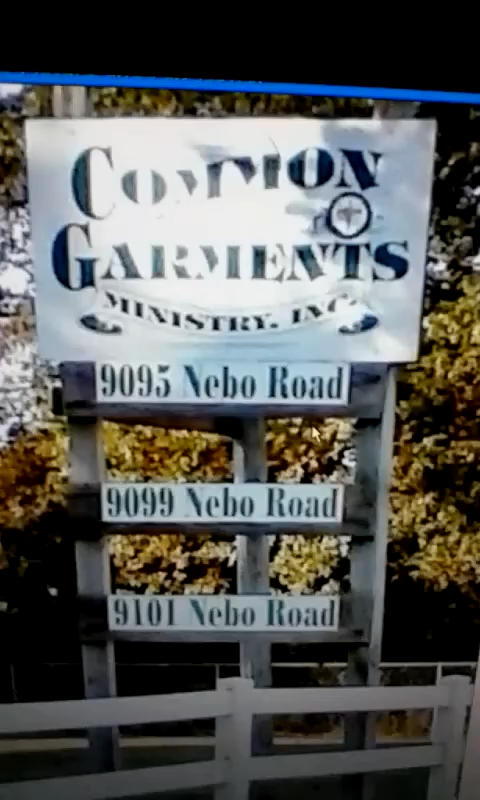 COMMON
GARMENTS
MINISTRY, INC.
9095 Nebo Road
9099 Nebo Road
9101 Nebo Road